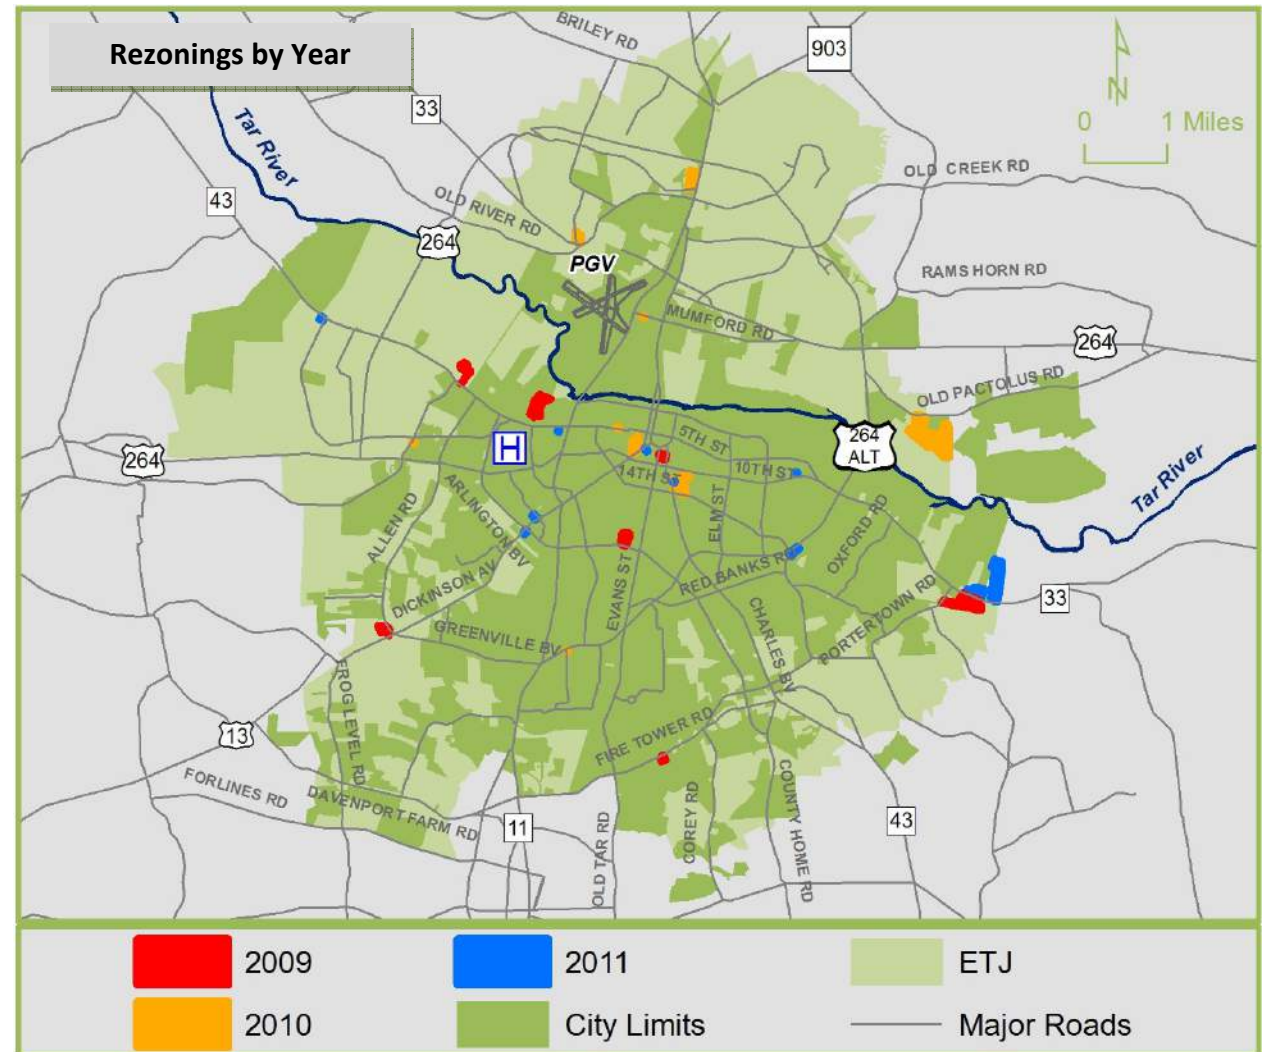 Rezonings by Year
BRILEY RD
903
33
N
0 1 Miles
Tar River
OLD CREEK RD
43
OLD RIVER RD
264
PGV
RAMS HORN RD
MUMFORD RD
264
OLD PACTOLUS RD
5TH ST
264
ALT
H
264
14TH ST
10TH ST
Tar River
ARLINGTON BV
ELM ST
ALLEN RD
OXFORD RD
RED BANKS R
EVANS ST
DICKINSON AV
33
PORTERTOWN RD
CHARLES BV
GREENVILLE BV
FROG LEVEL RD
FIRE TOWER RD
13
FORLINES RD
DAVENPORT FARM RD
COUNTY HOME RD
COREY RD
11
OLD TAR RD
43
2009
2011
ETJ
2010
City Limits
Major Roads